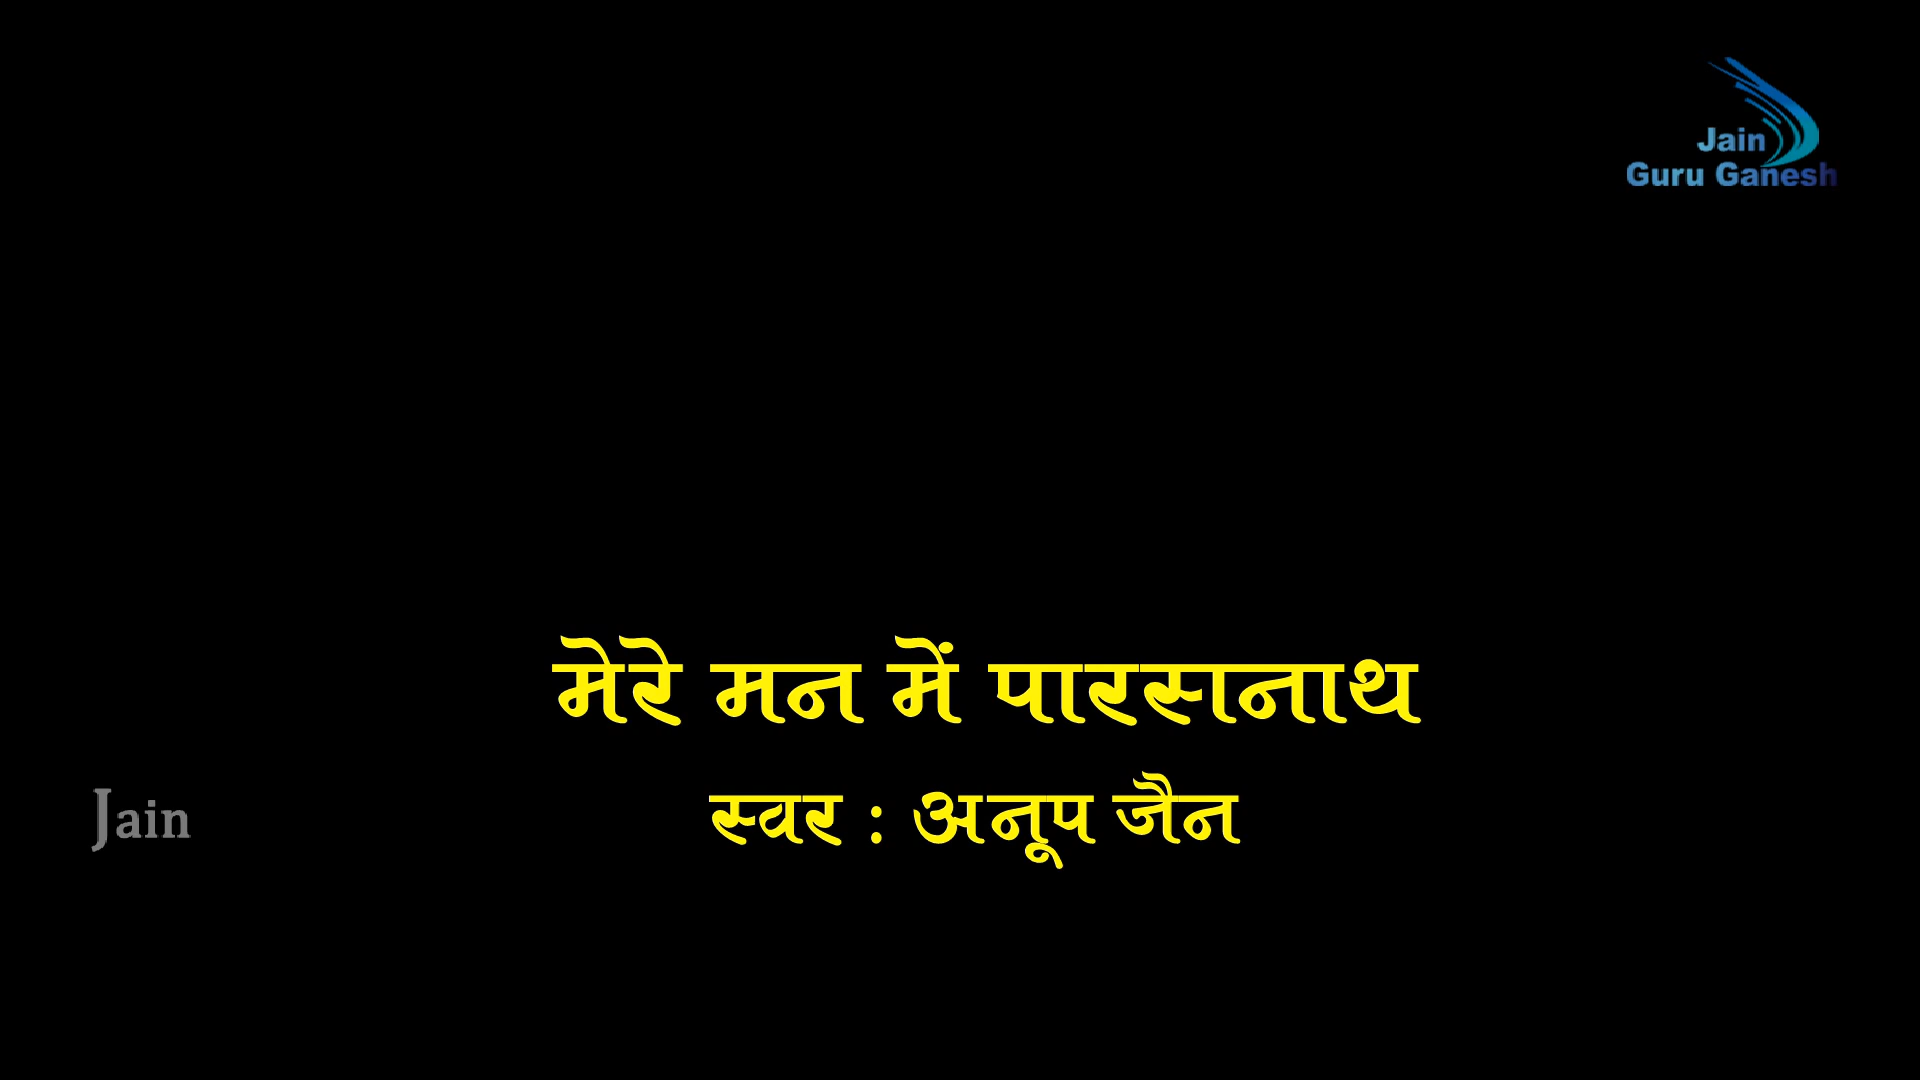 Jain
Guru Ganesh
मेरे मन में पारसनाथ
स्वर : अनूप जैन
Jain